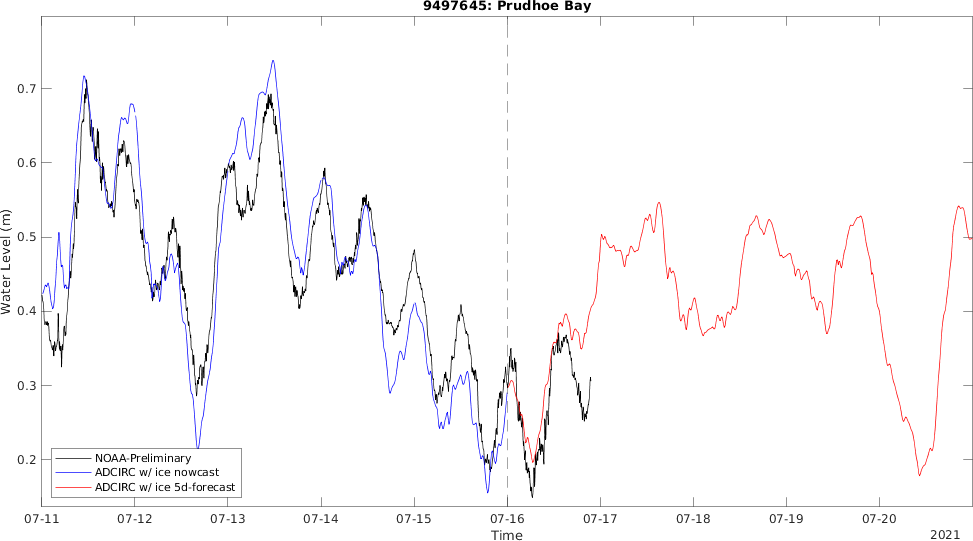 9497645: Prudhoe Bay
Water Level (m)
0.7
0.6
0.5
0.4
0.3
0.2
NOAA-Preliminary
ADCIRC w/ ice nowcast
ADCIRC w/ ice 5d-forecast
07-11 07-12 07-13 07-14 07-15 07-16 07-17 07-18 07-19 07-20
Time
2021